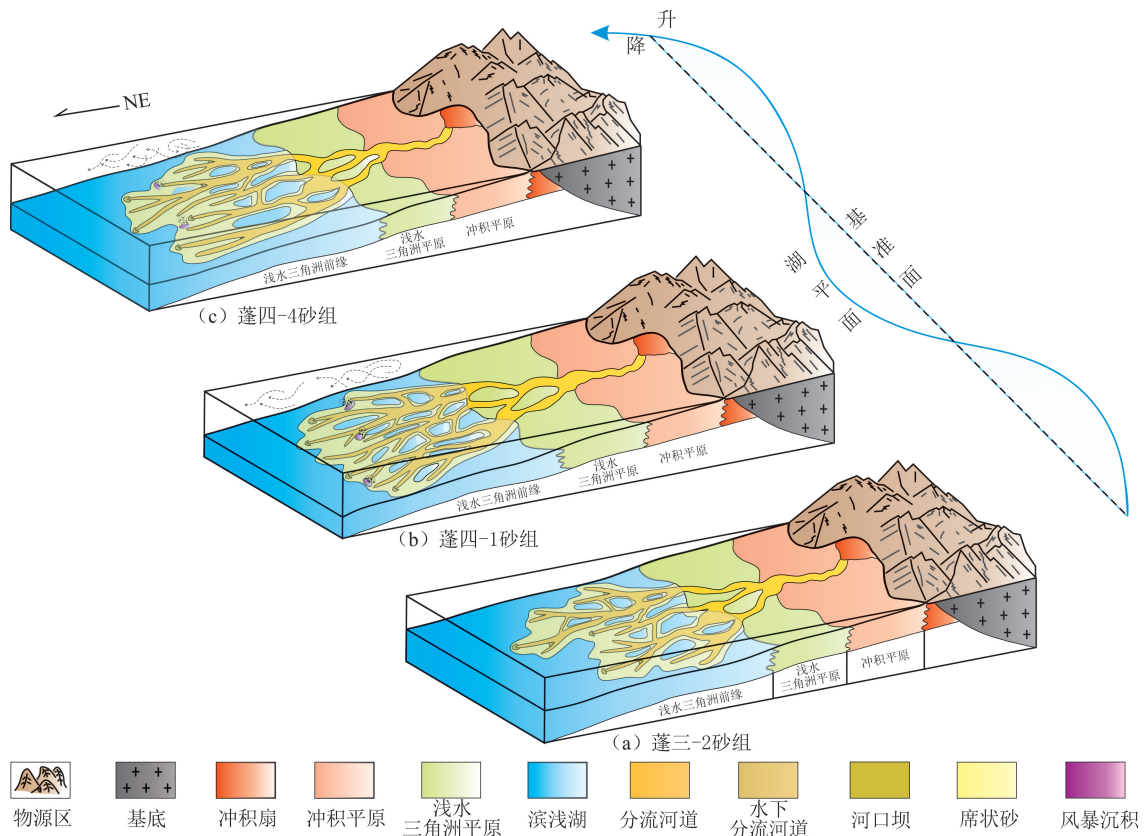 升
降
NE
基
准
面
湖
平
面
浅水
三角洲平原
冲积平原
浅水三角洲前缘
（c）蓬四-4砂组
浅水
三角洲平原
冲积平原
浅水三角洲前缘
（b）蓬四-1砂组
浅水
三角洲平原
冲积平原
浅水三角洲前缘
（a）蓬三-2砂组
物源区
基底
冲积扇
冲积平原
浅水
三角洲平原
滨浅湖
分流河道
水下
分流河道
河口坝
席状砂
风暴沉积